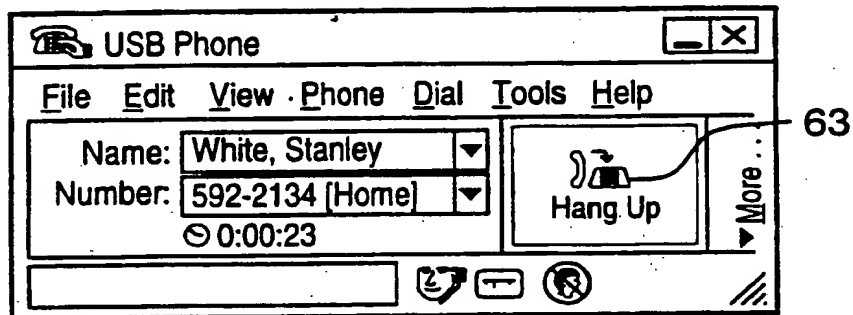 USB Phone
File Edit View Phone Dial Tools Help
Name: White, Stanley
Number: 592-2134 [Home]
0:00:23
Hang Up
More...
63